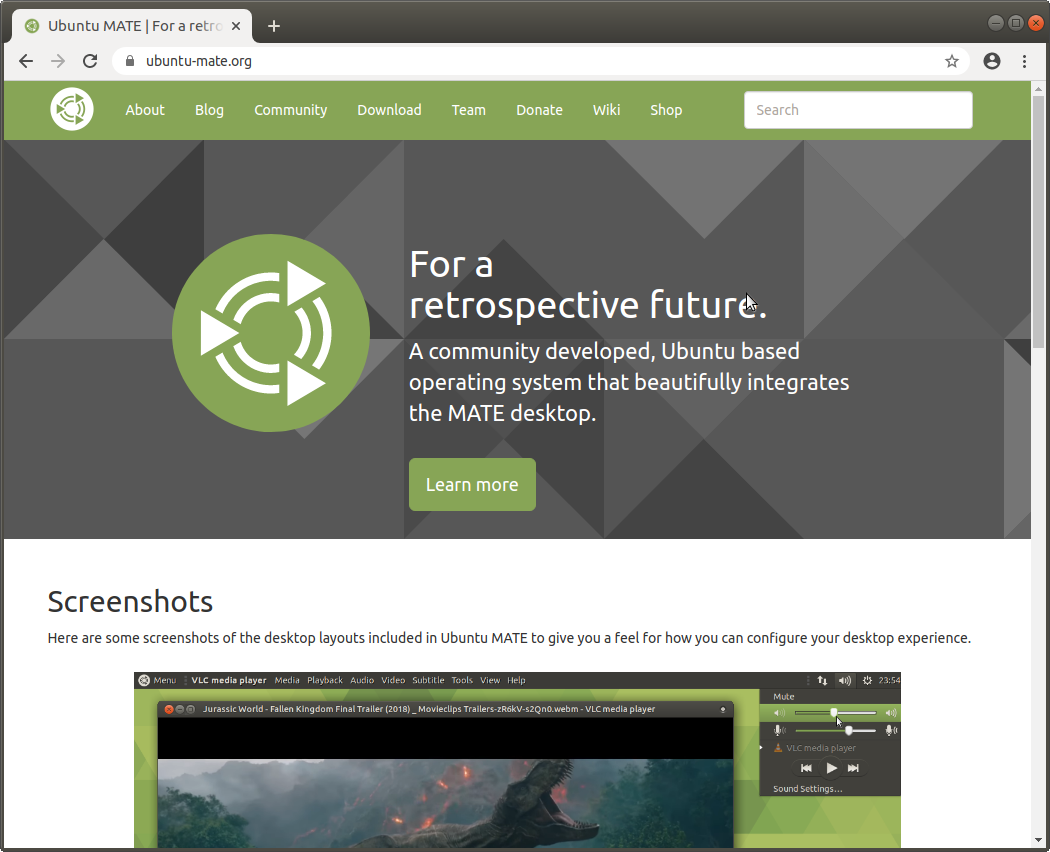 Ubuntu MATE | For a retro
ubuntu-mate.org
About Blog Community Download Team Donate Wiki Shop Search
For a
retrospective future.
A community developed, Ubuntu based
operating system that beautifully integrates
the MATE desktop.
Learn more
Screenshots
Here are some screenshots of the desktop layouts included in Ubuntu MATE to give you a feel for how you can configure your desktop experience.
Menu VLC media player Media Playback Audio Video Subtitle Tools View Help 23:54
Mute
Jurassic World - Fallen Kingdom Final Trailer (2018) _ Movieclips Trailers-zR6kV-s2Qn0.webm - VLC media player
VLC media player
Sound Settings...